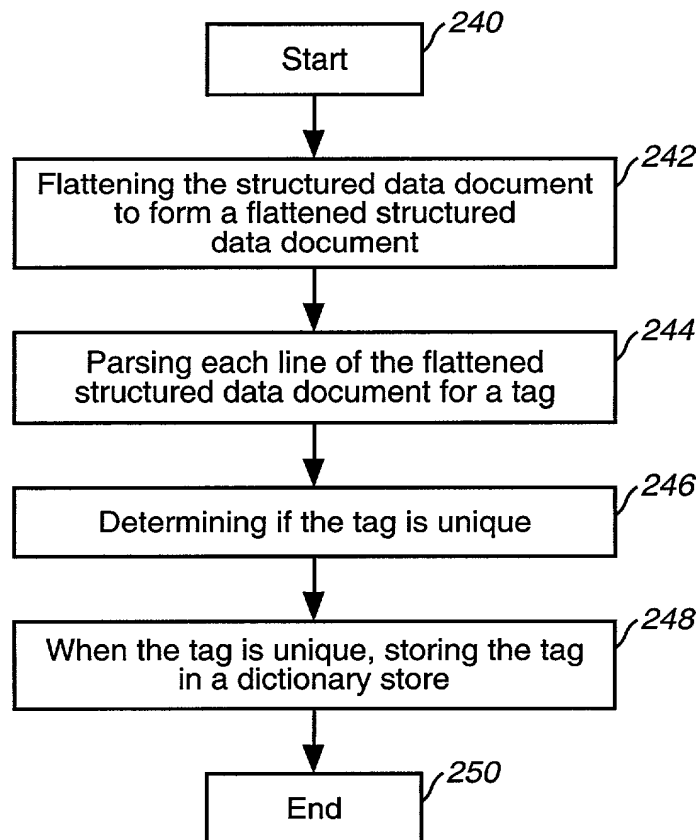 240
Start
242
Flattening the structured data document
to form a flattened structured
data document
244
Parsing each line of the flattened
structured data document for a tag
246
Determining if the tag is unique
248
When the tag is unique, storing the tag
in a dictionary store
250
End